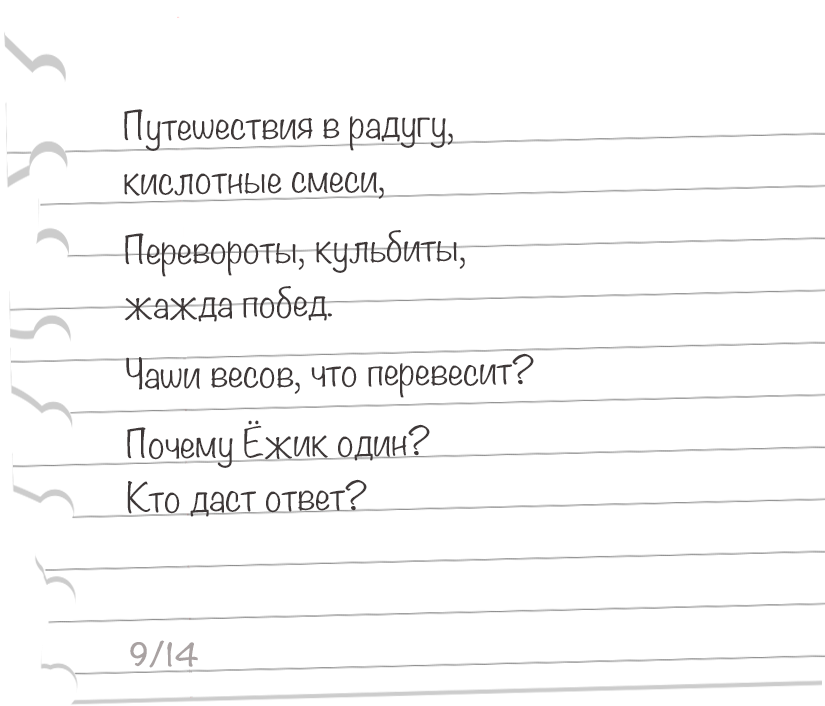 Путешествия в радугу,
кислотные смеси,
Перевороты, кульбиты,
жажда побед.
Чаши весов, что перевесит?
Почему Ёжик один?
Кто даст ответ?
9/14